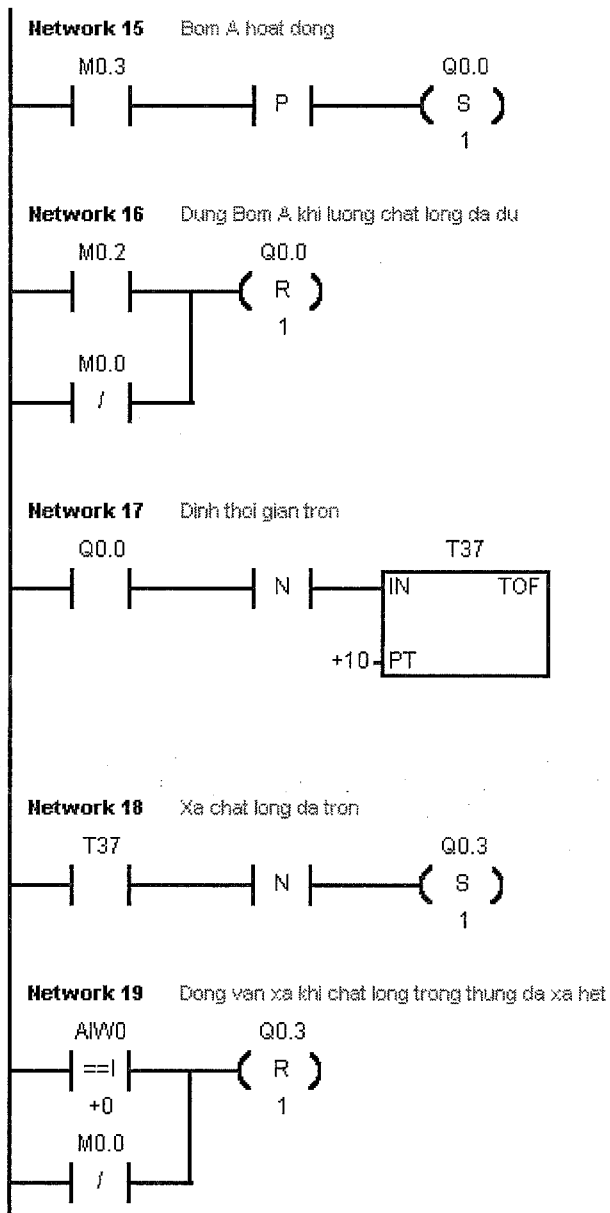 Network 15 Bom A hoat dong
M0.3 Q0.0
P S
1
Network 16 Dung Bom A khi luong chat long da du
M0.2 Q0.0
R
1
M0.0
/
Network 17 Dinh thoi gian tron
Q0.0 T37
N IN TOF
+10 PT
Network 18 Xa chat long da tron
T37 Q0.3
N S
1
Network 19 Dong van xa khi chat long trong thung da xa het
AIW0 Q0.3
==I R
+0 1
M0.0
/